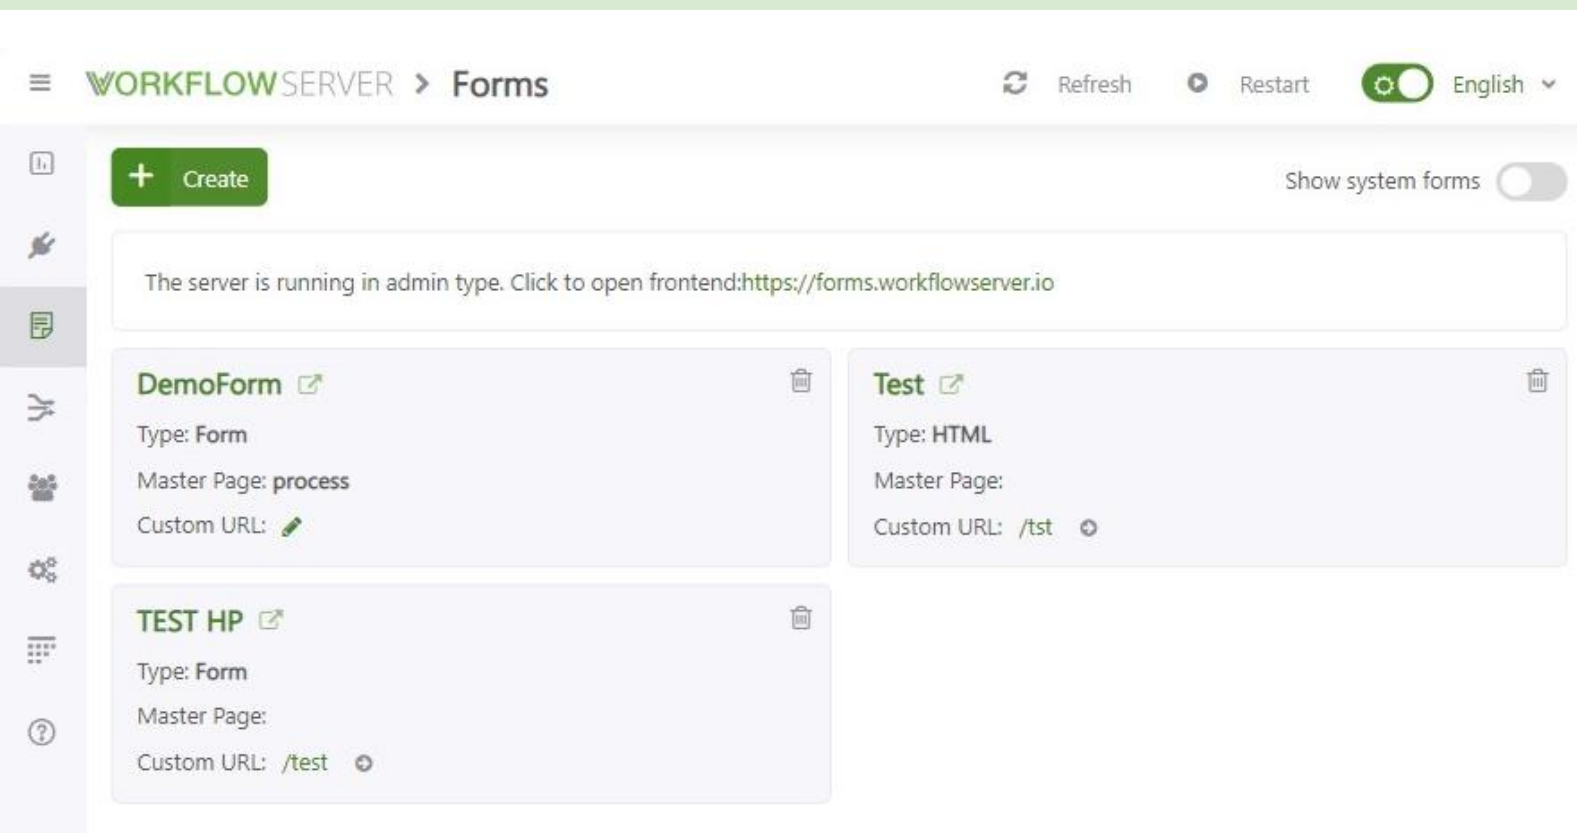 WORKFLOWSERVER > Forms
Refresh
Restart
English
Create
Show system forms
The server is running in admin type. Click to open frontend:https://forms.workflowserver.io
DemoForm
Type: Form
Master Page: process
Custom URL:
Test
Type: HTML
Master Page:
Custom URL: /tst
TEST HP
Type: Form
Master Page:
Custom URL: /test